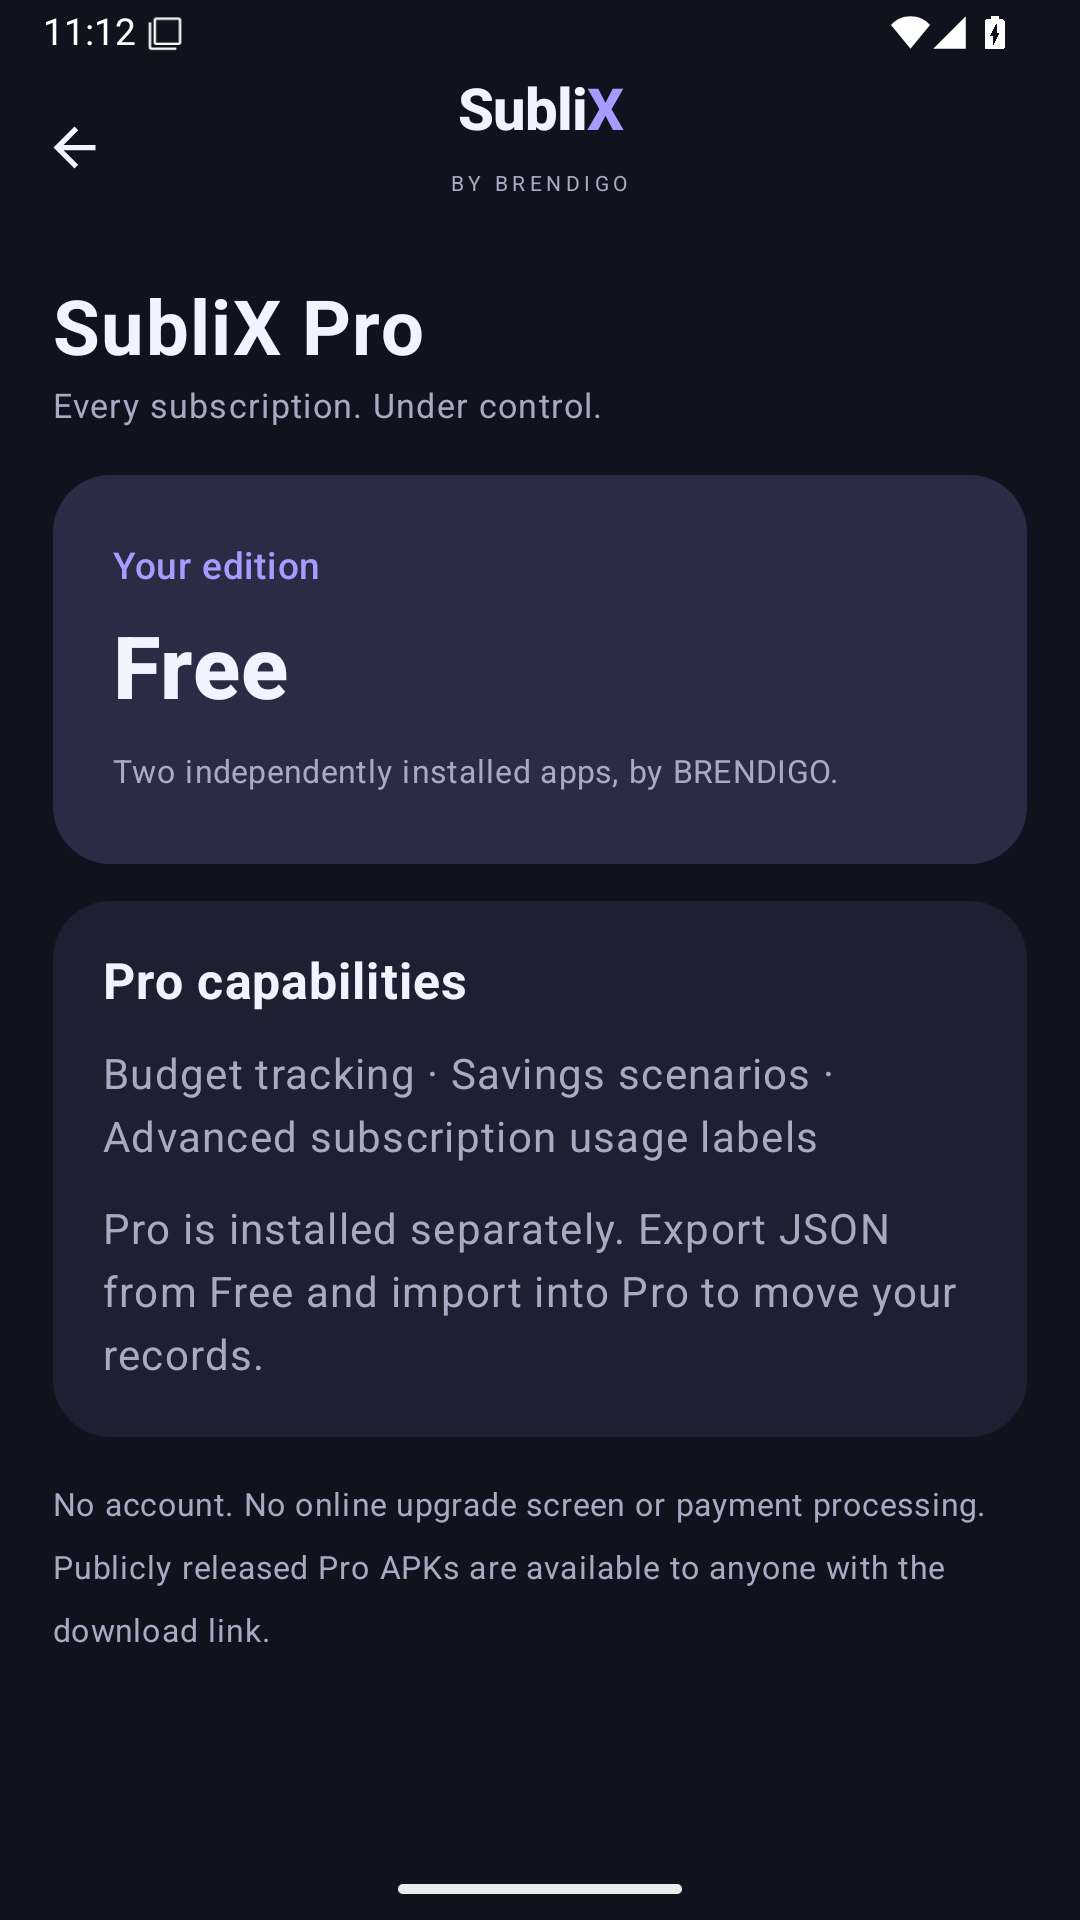 11:12
SubliX
BY BRENDIGO
SubliX Pro
Every subscription. Under control.
Your edition
Free
Two independently installed apps, by BRENDIGO.
Pro capabilities
Budget tracking · Savings scenarios ·
Advanced subscription usage labels
Pro is installed separately. Export JSON
from Free and import into Pro to move your
records.
No account. No online upgrade screen or payment processing.
Publicly released Pro APKs are available to anyone with the
download link.